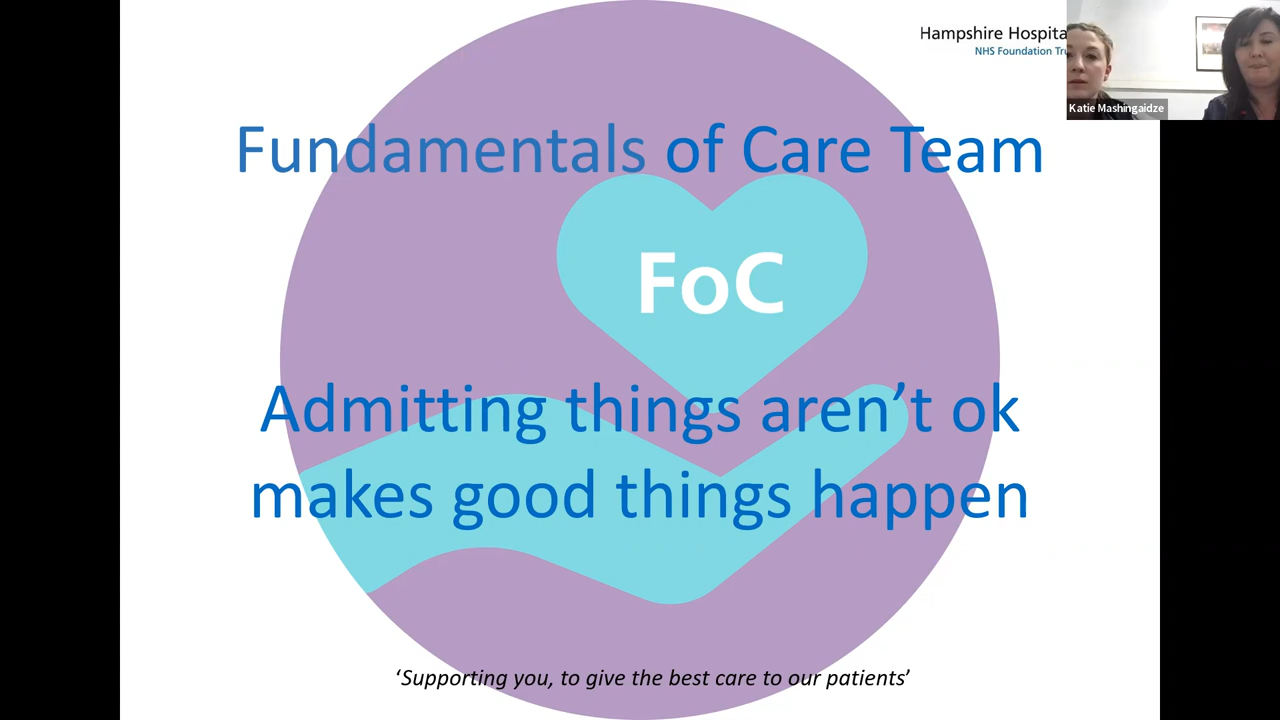 Hampshire Hospita
NHS Foundation Tru
Katie Mashingaidze
Fundamentals of Care Team
FoC
Admitting things aren’t ok
makes good things happen
‘Supporting you, to give the best care to our patients’